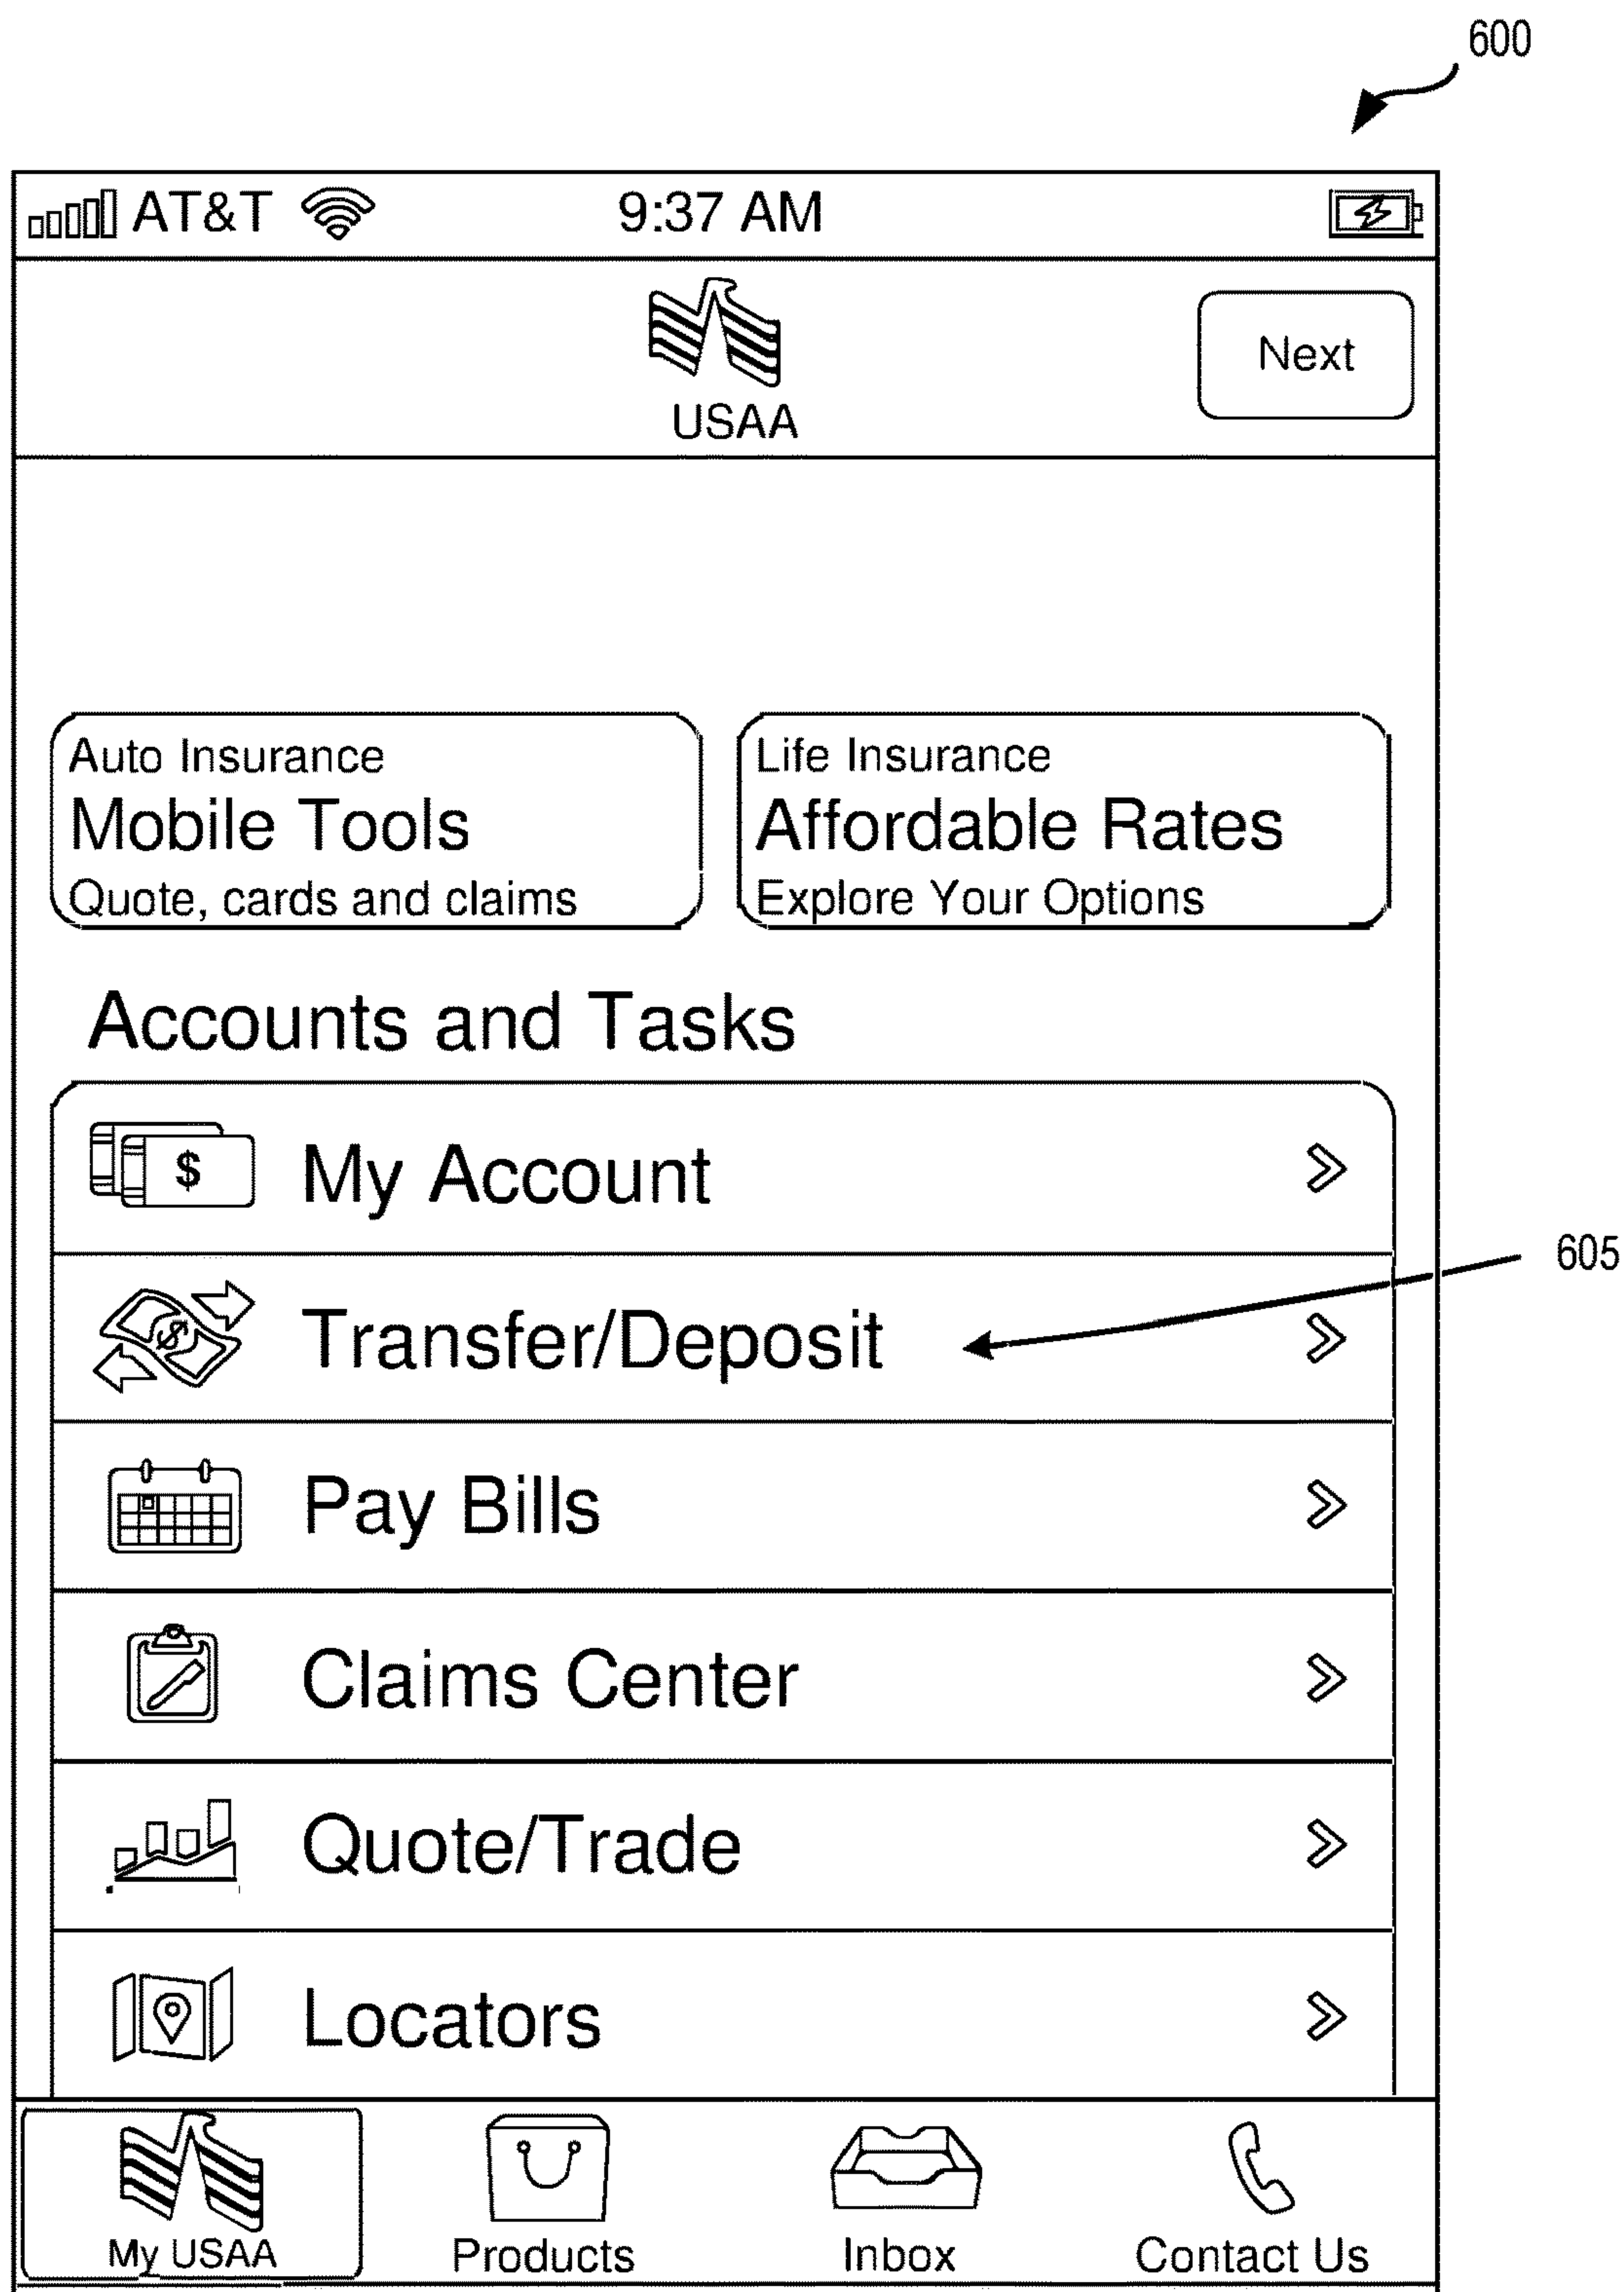 600
AT&T 9:37 AM
USAA
Next
Auto Insurance
Mobile Tools
Quote, cards and claims
Life Insurance
Affordable Rates
Explore Your Options
Accounts and Tasks
$ My Account
$ Transfer/Deposit
605
Pay Bills
Claims Center
Quote/Trade
Locators
My USAA Products Inbox Contact Us